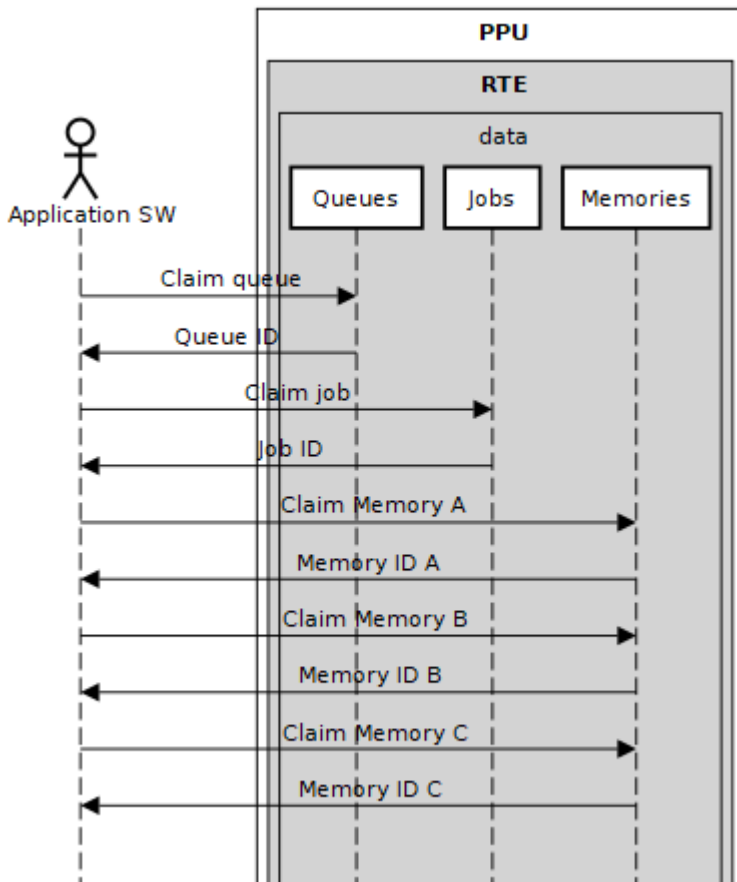 PPU
RTE
data
Application SW
Queues
Jobs
Memories
Claim queue
Queue ID
Claim job
Job ID
Claim Memory A
Memory ID A
Claim Memory B
Memory ID B
Claim Memory C
Memory ID C